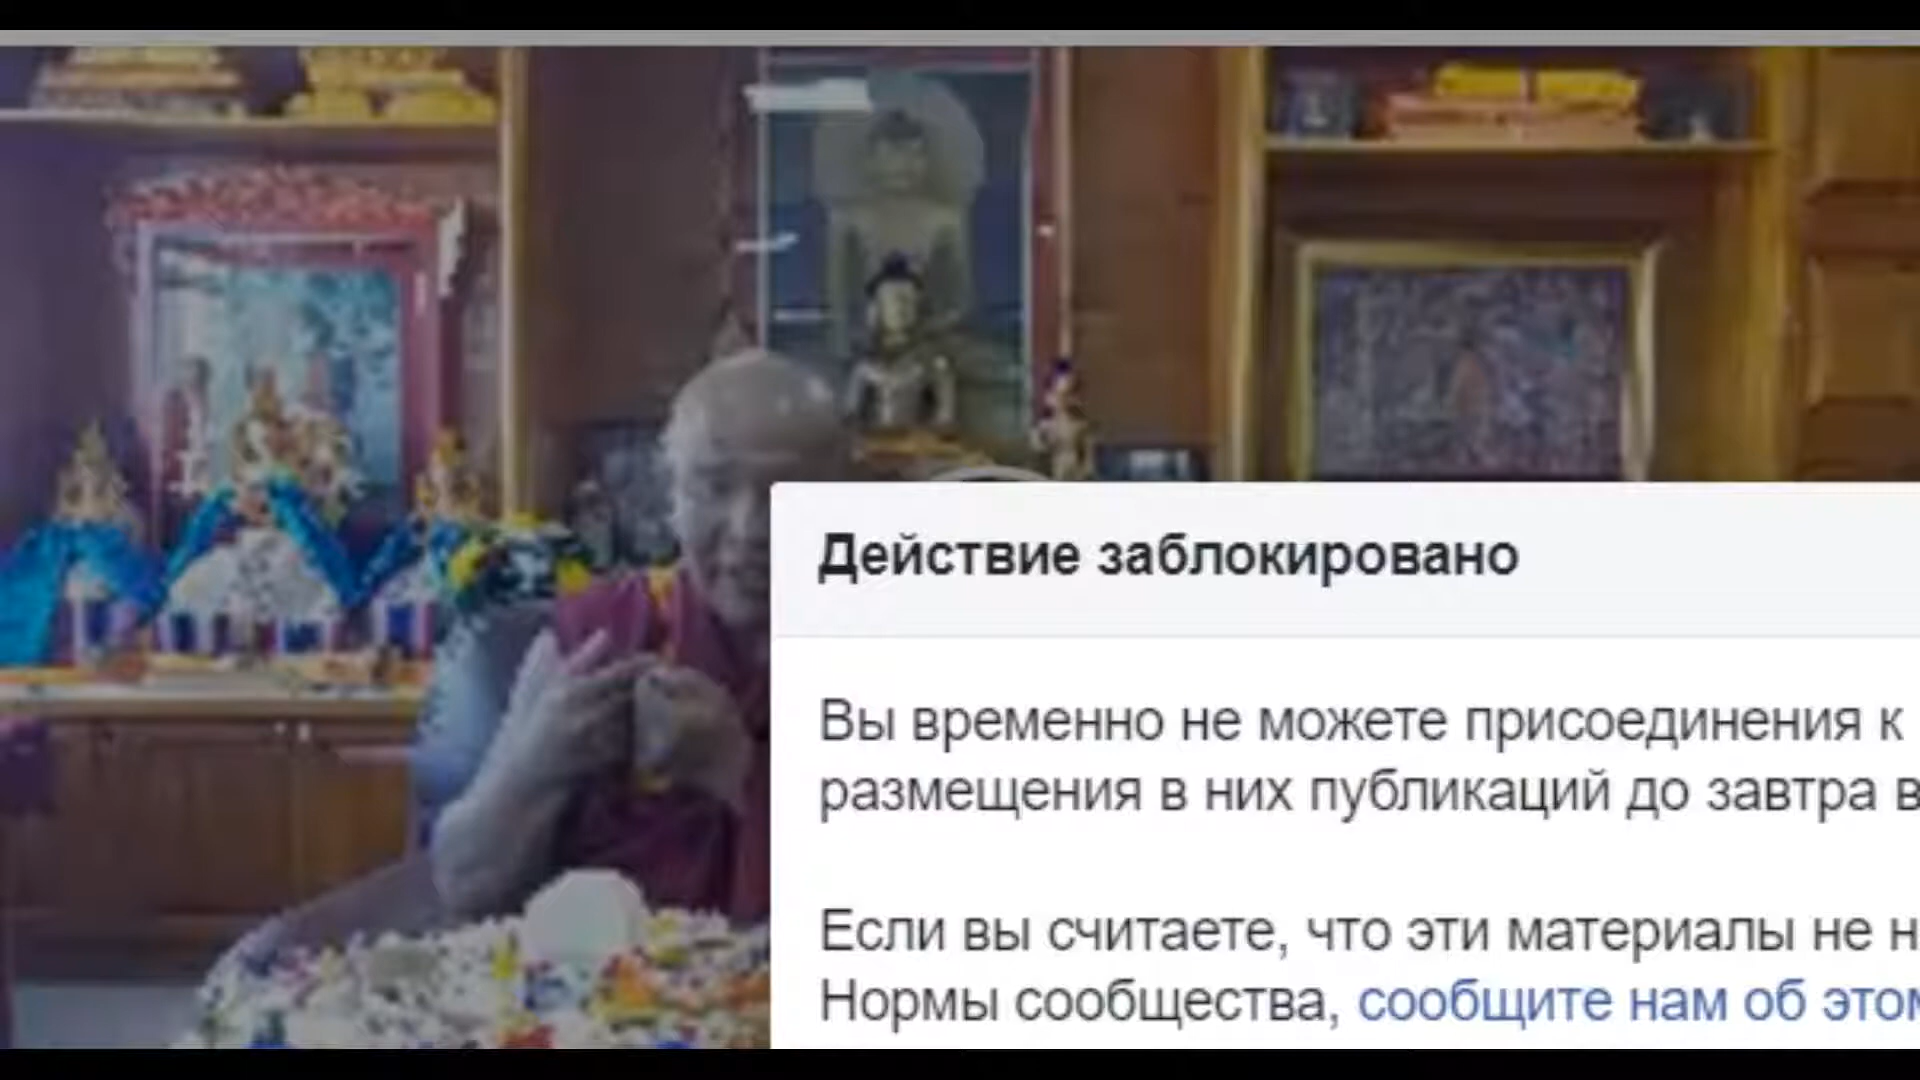 Действие заблокировано
Вы временно не можете присоединения к
размещения в них публикаций до завтра в
Если вы считаете, что эти материалы не н
Нормы сообщества, сообщите нам об этом